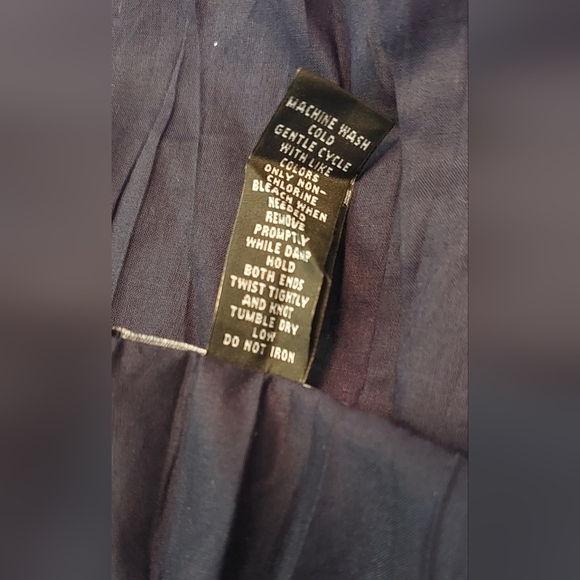 MACHINE WASH
COLD
GENTLE CYCLE
WITH LIKE
COLORS
ONLY NON-
CHLORINE
BLEACH WHEN
NEEDED
REMOVE
PROMPTLY
WHILE DAMP
HOLD
BOTH ENDS
TWIST TIGHTLY
AND KNOT
TUMBLE DRY
LOW
DO NOT IRON